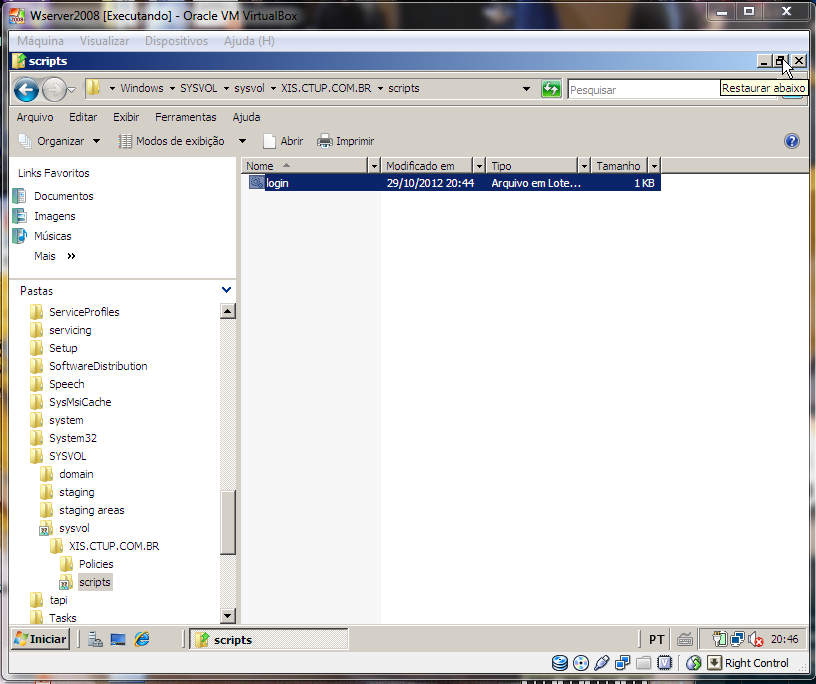 Wserver2008 [Executando] - Oracle VM VirtualBox
Máquina Visualizar Dispositivos Ajuda (H)
scripts
Restaurar abaixo
Windows SYSVOL sysvol XIS.CTUP.COM.BR scripts
Pesquisar
Arquivo Editar Exibir Ferramentas Ajuda
Organizar Modos de exibição Abrir Imprimir
Links Favoritos
Documentos
Imagens
Músicas
Mais »
Nome Modificado em Tipo Tamanho
login 29/10/2012 20:44 Arquivo em Lote... 1 KB
Pastas
ServiceProfiles
servicing
Setup
SoftwareDistribution
Speech
SysMsiCache
system
System32
SYSVOL
domain
staging
staging areas
sysvol
XIS.CTUP.COM.BR
Policies
scripts
tapi
Tasks
Iniciar scripts PT 20:46
Right Control